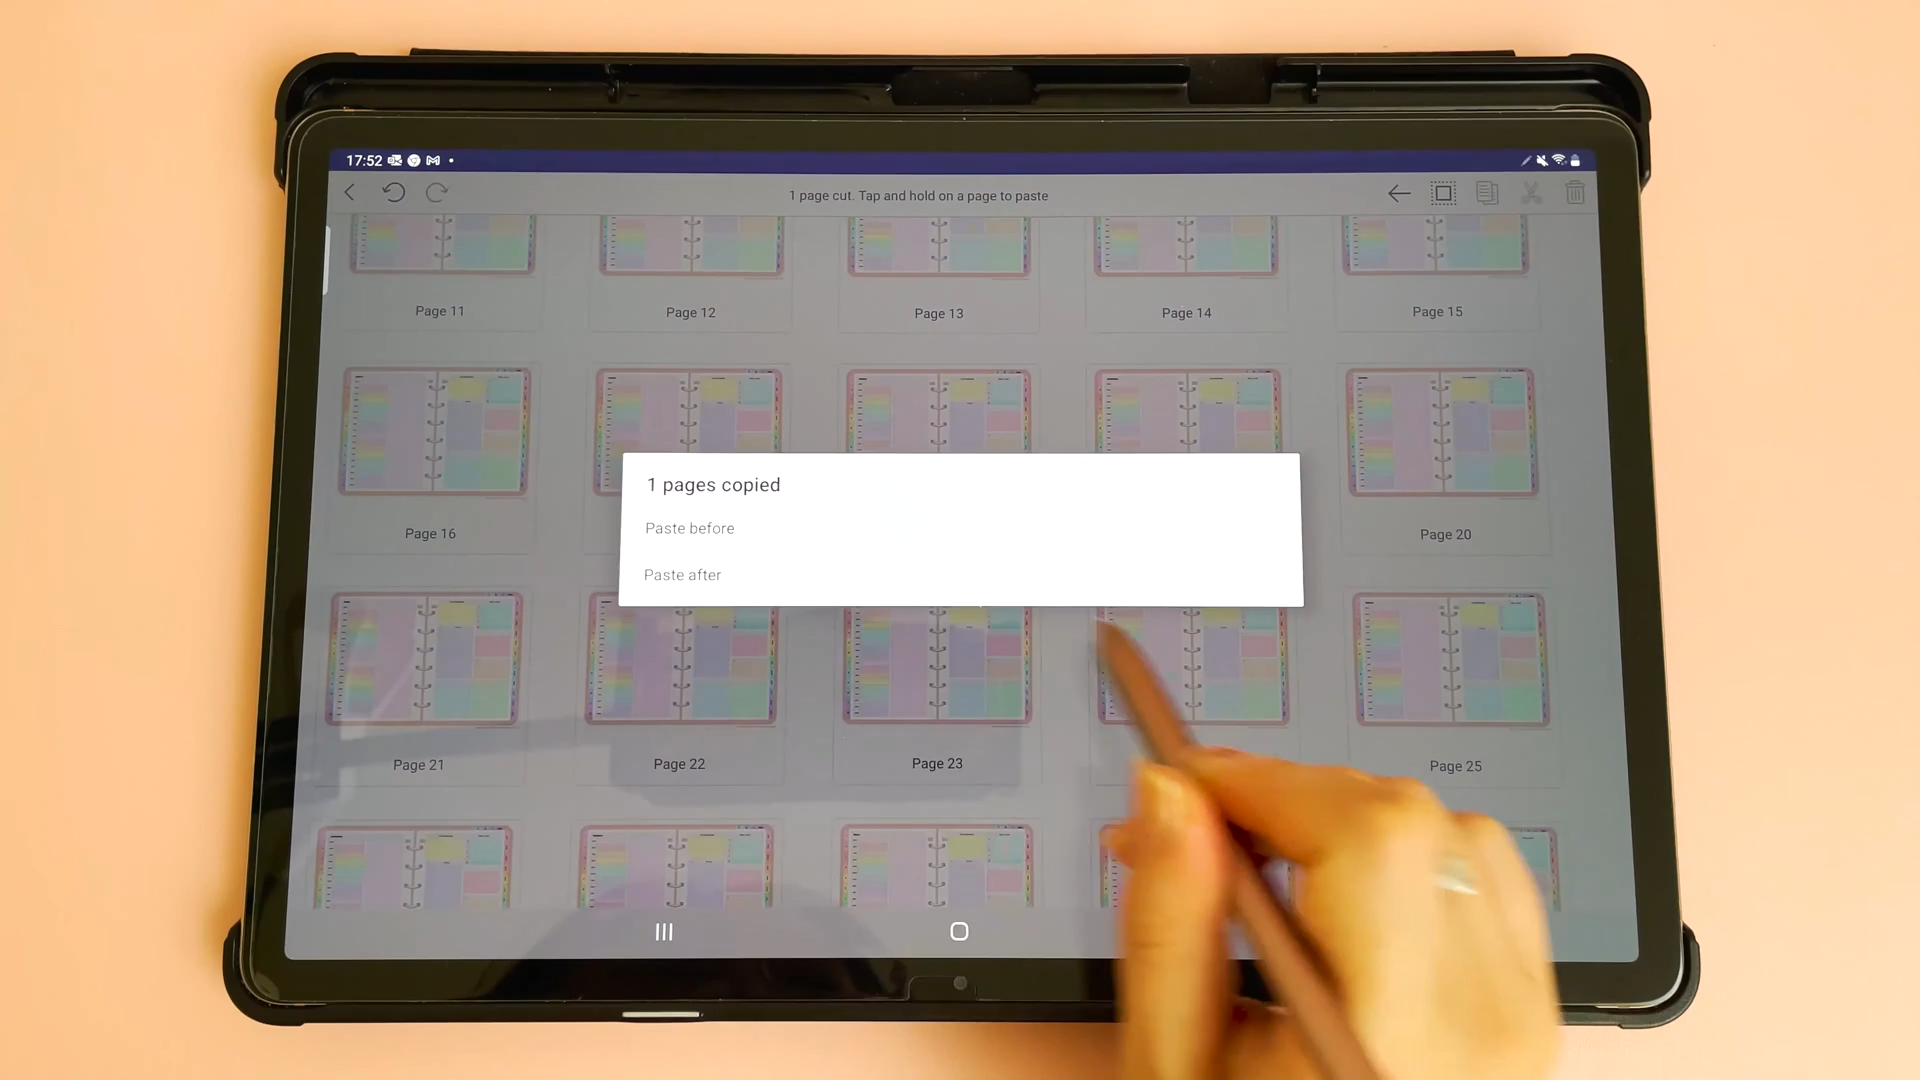 17:52
1 page cut. Tap and hold on a page to paste
Page 11
Page 12
Page 13
Page 14
Page 15
Page 16
Page 20
1 pages copied
Paste before
Paste after
Page 21
Page 22
Page 23
Page 25